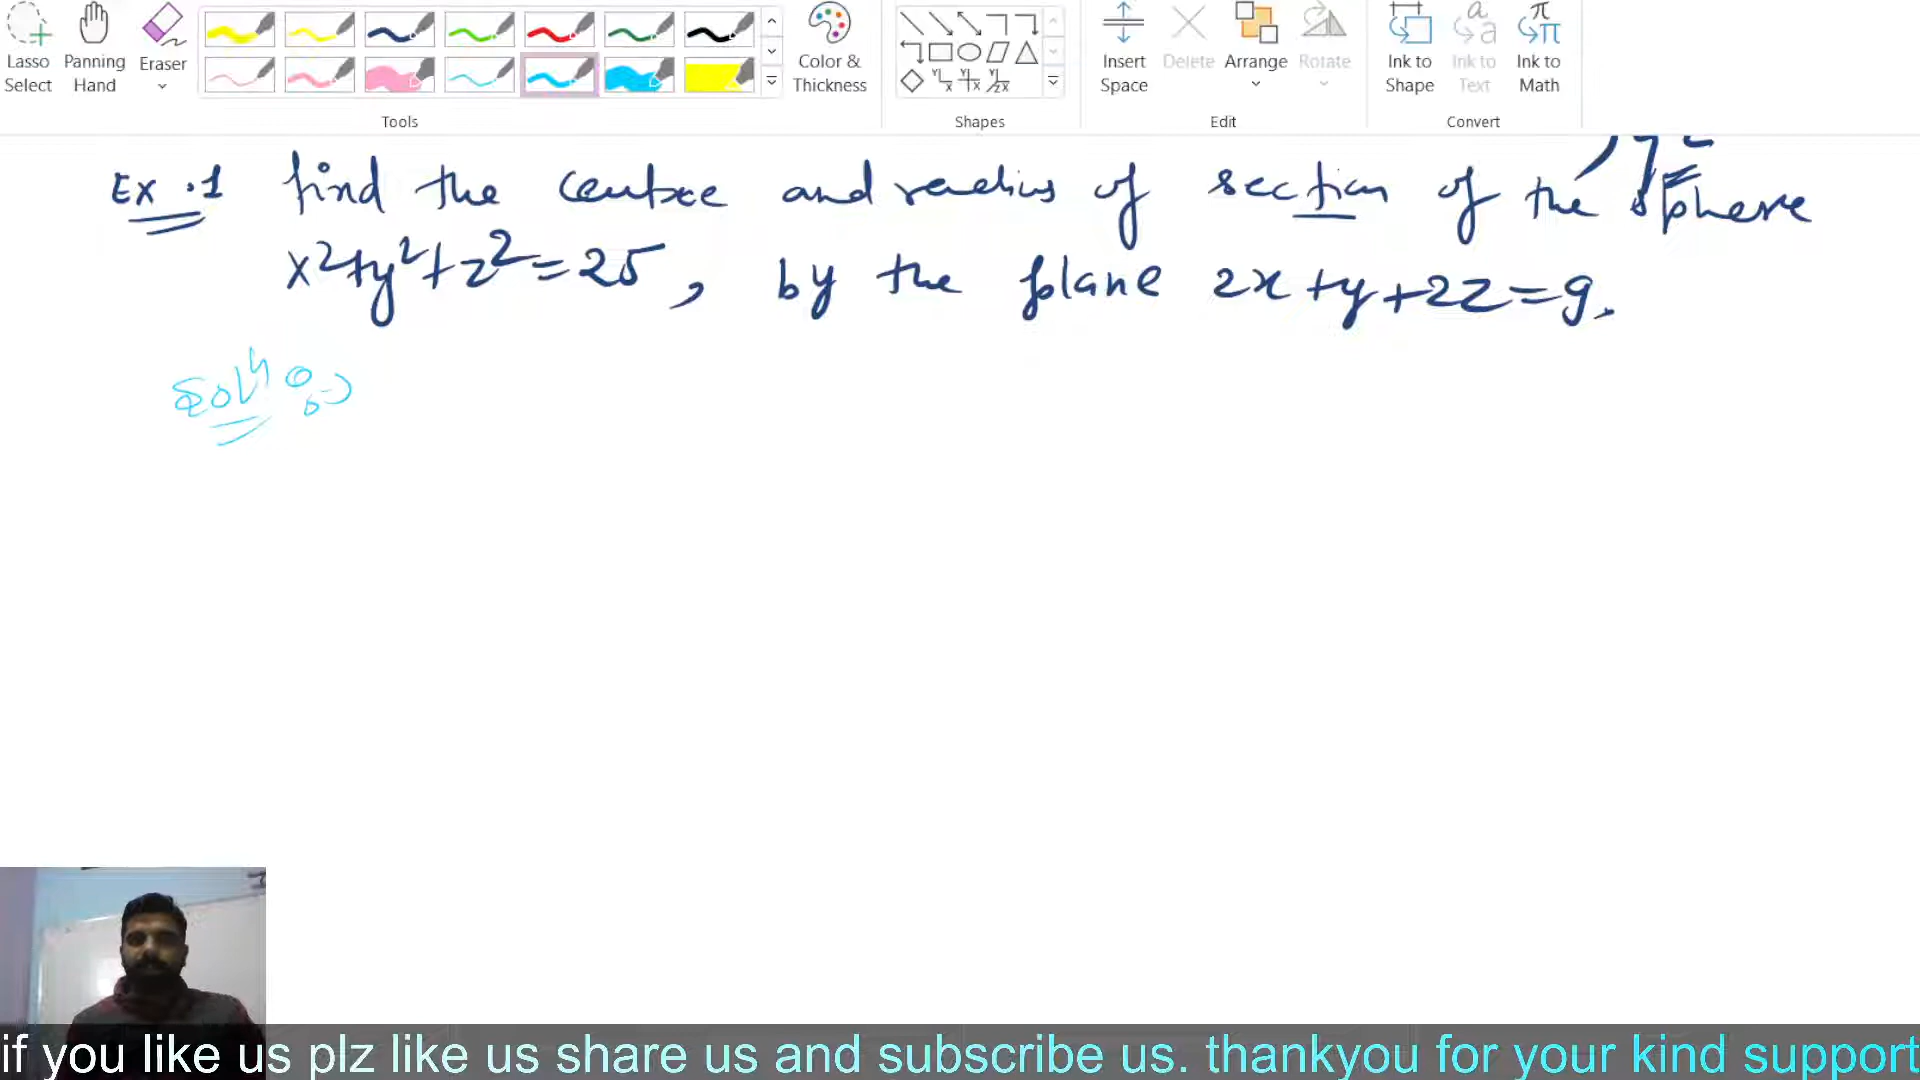 Lasso Select
Panning Hand
Eraser
Color & Thickness
Insert Space
Delete
Arrange
Rotate
Ink to Shape
Ink to Text
Ink to Math
Tools
Shapes
Edit
Convert
Ex.1 find the centre and radius of section of the sphere
x²+y²+z²=25, by the plane 2x+y+2z=9.
Solⁿ
if you like us plz like us share us and subscribe us. thankyou for your kind support